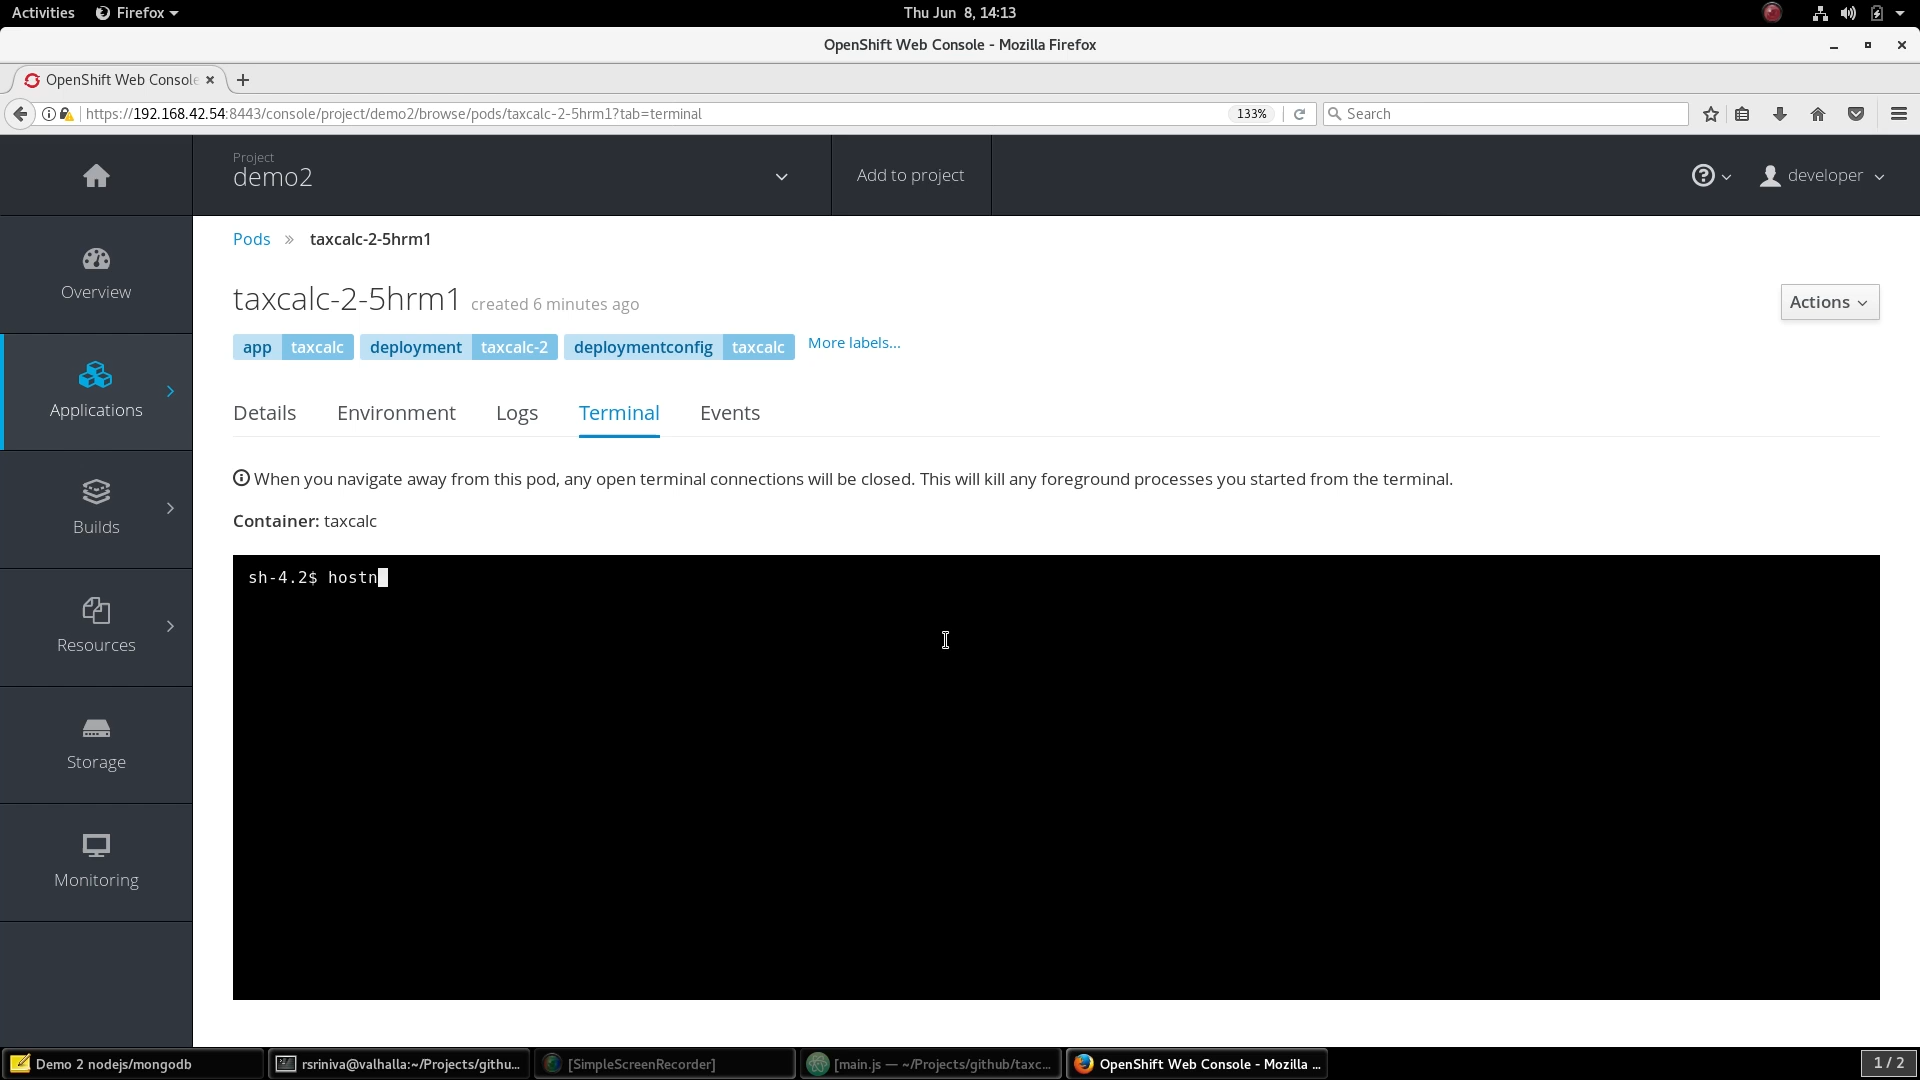 Activities Firefox Thu Jun 8, 14:13
OpenShift Web Console - Mozilla Firefox
OpenShift Web Console
https://192.168.42.54:8443/console/project/demo2/browse/pods/taxcalc-2-5hrm1?tab=terminal 133% Search
Project
demo2
Add to project
developer
Overview
Applications
Builds
Resources
Storage
Monitoring
Pods » taxcalc-2-5hrm1
taxcalc-2-5hrm1 created 6 minutes ago
Actions
app taxcalc deployment taxcalc-2 deploymentconfig taxcalc More labels...
Details Environment Logs Terminal Events
When you navigate away from this pod, any open terminal connections will be closed. This will kill any foreground processes you started from the terminal.
Container: taxcalc
sh-4.2$ hostn
Demo 2 nodejs/mongodb rsriniva@valhalla:~/Projects/githu... [SimpleScreenRecorder] [main.js — ~/Projects/github/taxc... OpenShift Web Console - Mozilla ... 1 / 2